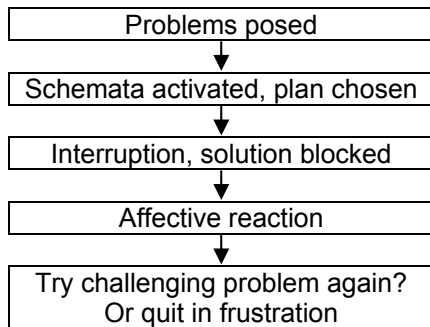 Problems posed
Schemata activated, plan chosen
Interruption, solution blocked
Affective reaction
Try challenging problem again?
Or quit in frustration